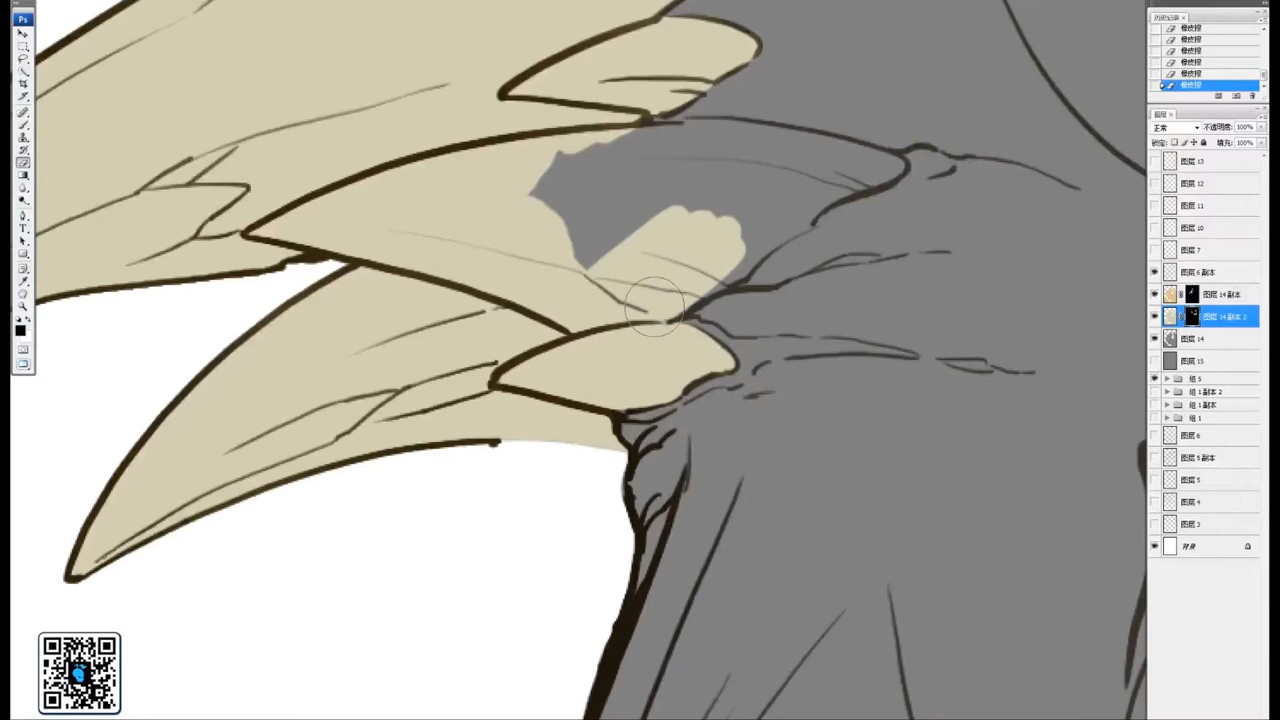 Ps
历史记录 ×
橡皮擦
橡皮擦
橡皮擦
橡皮擦
橡皮擦
橡皮擦
图层 ×
正常 不透明度: 100%
锁定: 填充: 100%
图层 13
图层 12
图层 11
图层 10
图层 7
图层 6 副本
图层 14 副本
图层 14 副本 2
图层 14
图层 15
组 5
组 1 副本 2
组 1 副本
组 1
图层 6
图层 5 副本
图层 5
图层 4
图层 3
背景